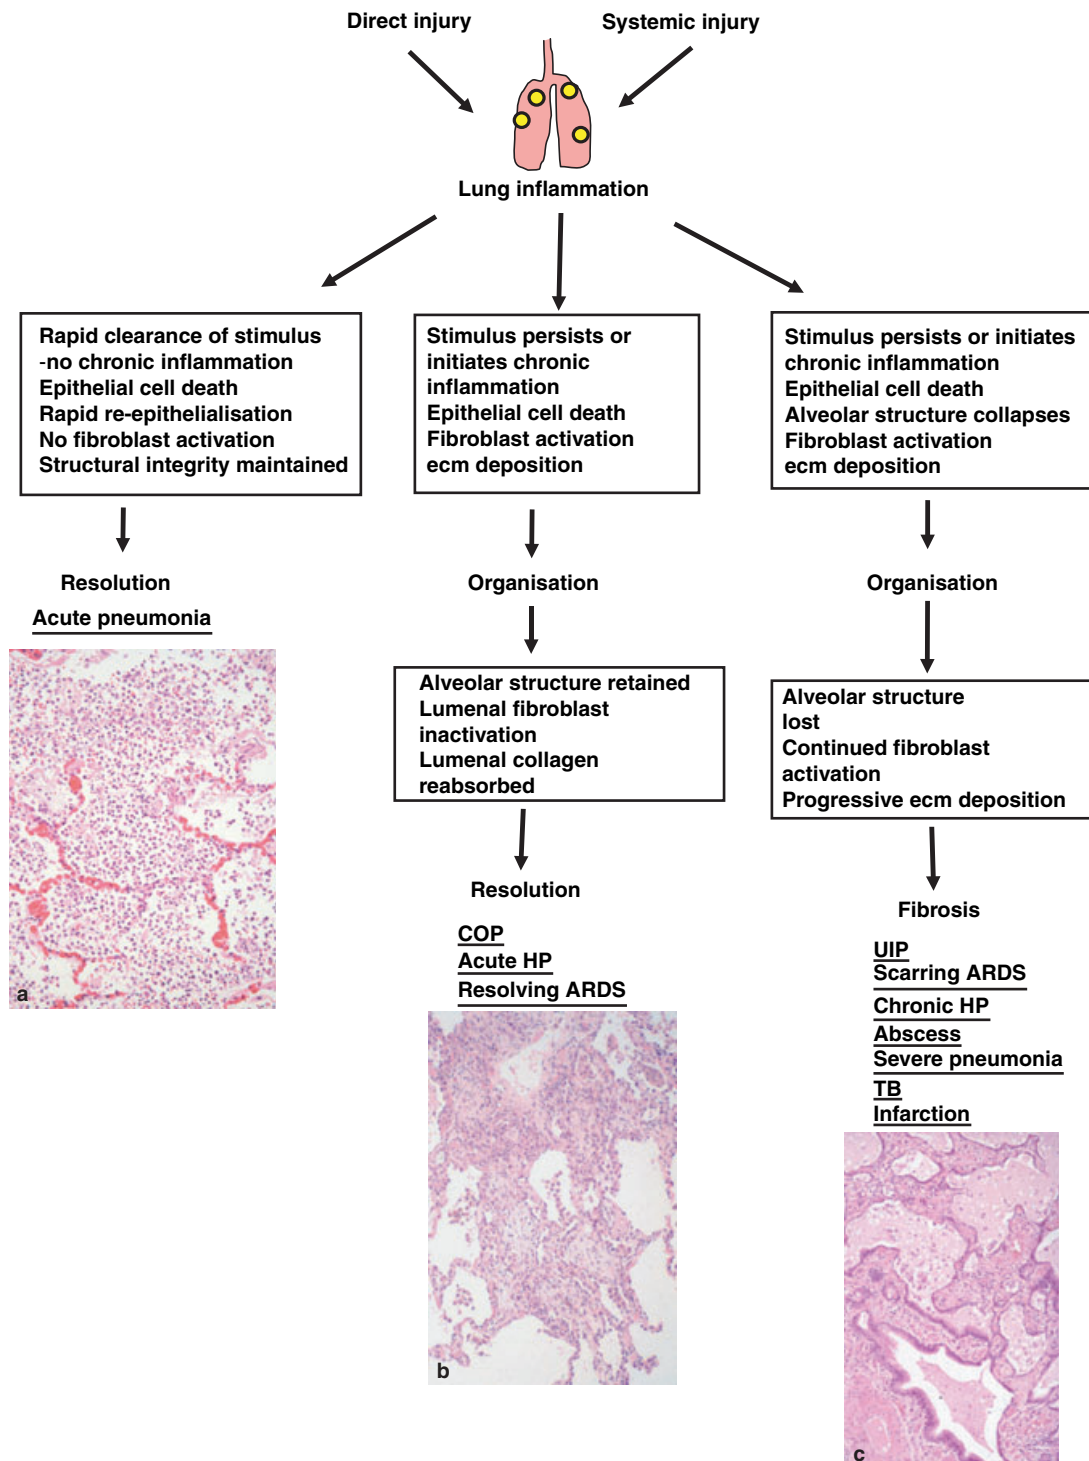 Direct injury
Systemic injury
Lung inflammation
Rapid clearance of stimulus
-no chronic inflammation
Epithelial cell death
Rapid re-epithelialisation
No fibroblast activation
Structural integrity maintained
Resolution
Acute pneumonia
a
Stimulus persists or
initiates chronic
inflammation
Epithelial cell death
Fibroblast activation
ecm deposition
Organisation
Alveolar structure retained
Lumenal fibroblast
inactivation
Lumenal collagen
reabsorbed
Resolution
COP
Acute HP
Resolving ARDS
b
Stimulus persists or initiates
chronic inflammation
Epithelial cell death
Alveolar structure collapses
Fibroblast activation
ecm deposition
Organisation
Alveolar structure
lost
Continued fibroblast
activation
Progressive ecm deposition
Fibrosis
UIP
Scarring ARDS
Chronic HP
Abscess
Severe pneumonia
TB
Infarction
c